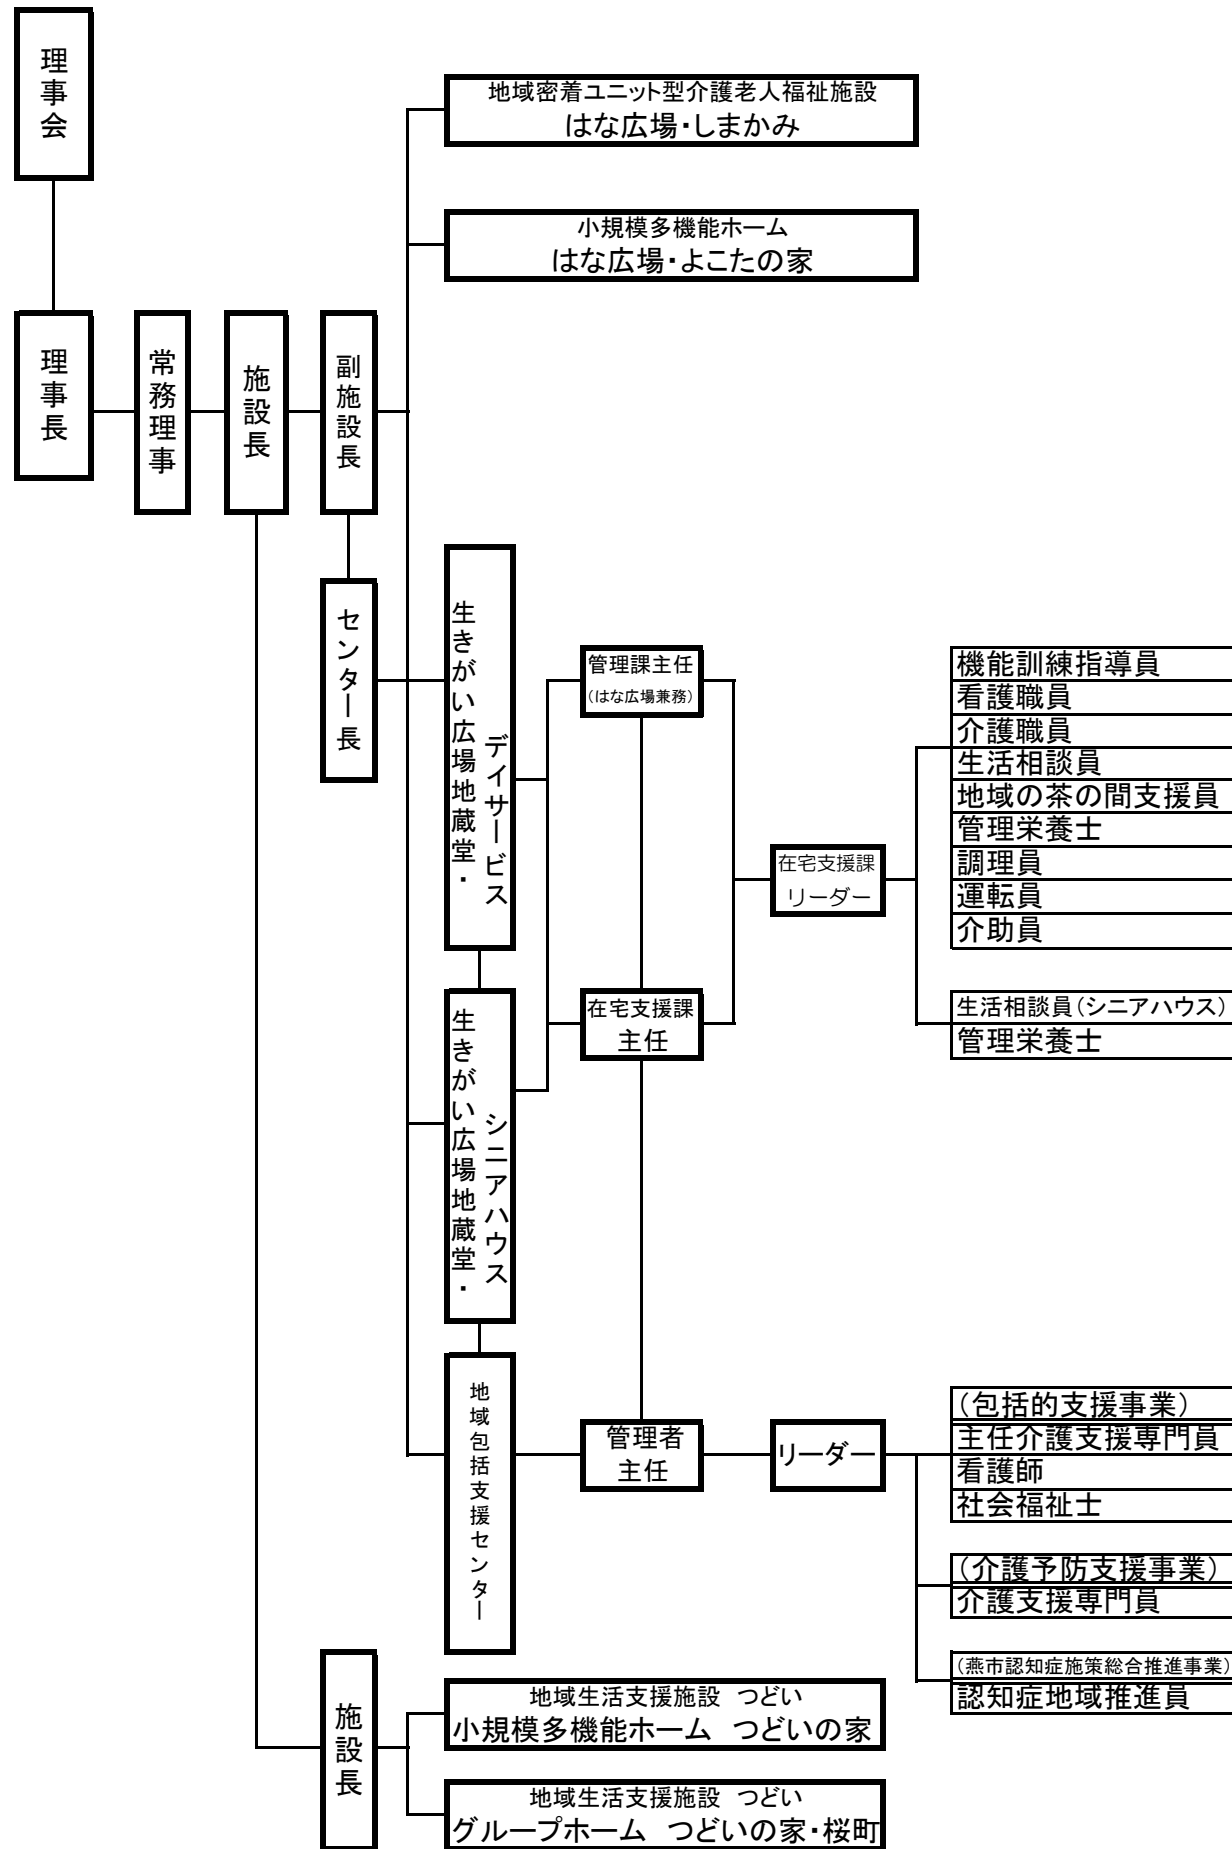 理事会
地域密着ユニット型介護老人福祉施設
はな広場・しまかみ
小規模多機能ホーム
はな広場・よこたの家
理事長
常務理事
施設長
副施設長
センター長
生きがい広場地蔵堂・
デイサービス
管理課主任
(はな広場兼務)
機能訓練指導員
看護職員
介護職員
生活相談員
地域の茶の間支援員
管理栄養士
調理員
運転員
介助員
在宅支援課
リーダー
生きがい広場地蔵堂・
シニアハウス
在宅支援課
主任
生活相談員(シニアハウス)
管理栄養士
地域包括支援センター
管理者
主任
リーダー
(包括的支援事業)
主任介護支援専門員
看護師
社会福祉士
(介護予防支援事業)
介護支援専門員
(燕市認知症施策総合推進事業)
認知症地域推進員
施設長
地域生活支援施設 つどい
小規模多機能ホーム つどいの家
地域生活支援施設 つどい
グループホーム つどいの家・桜町